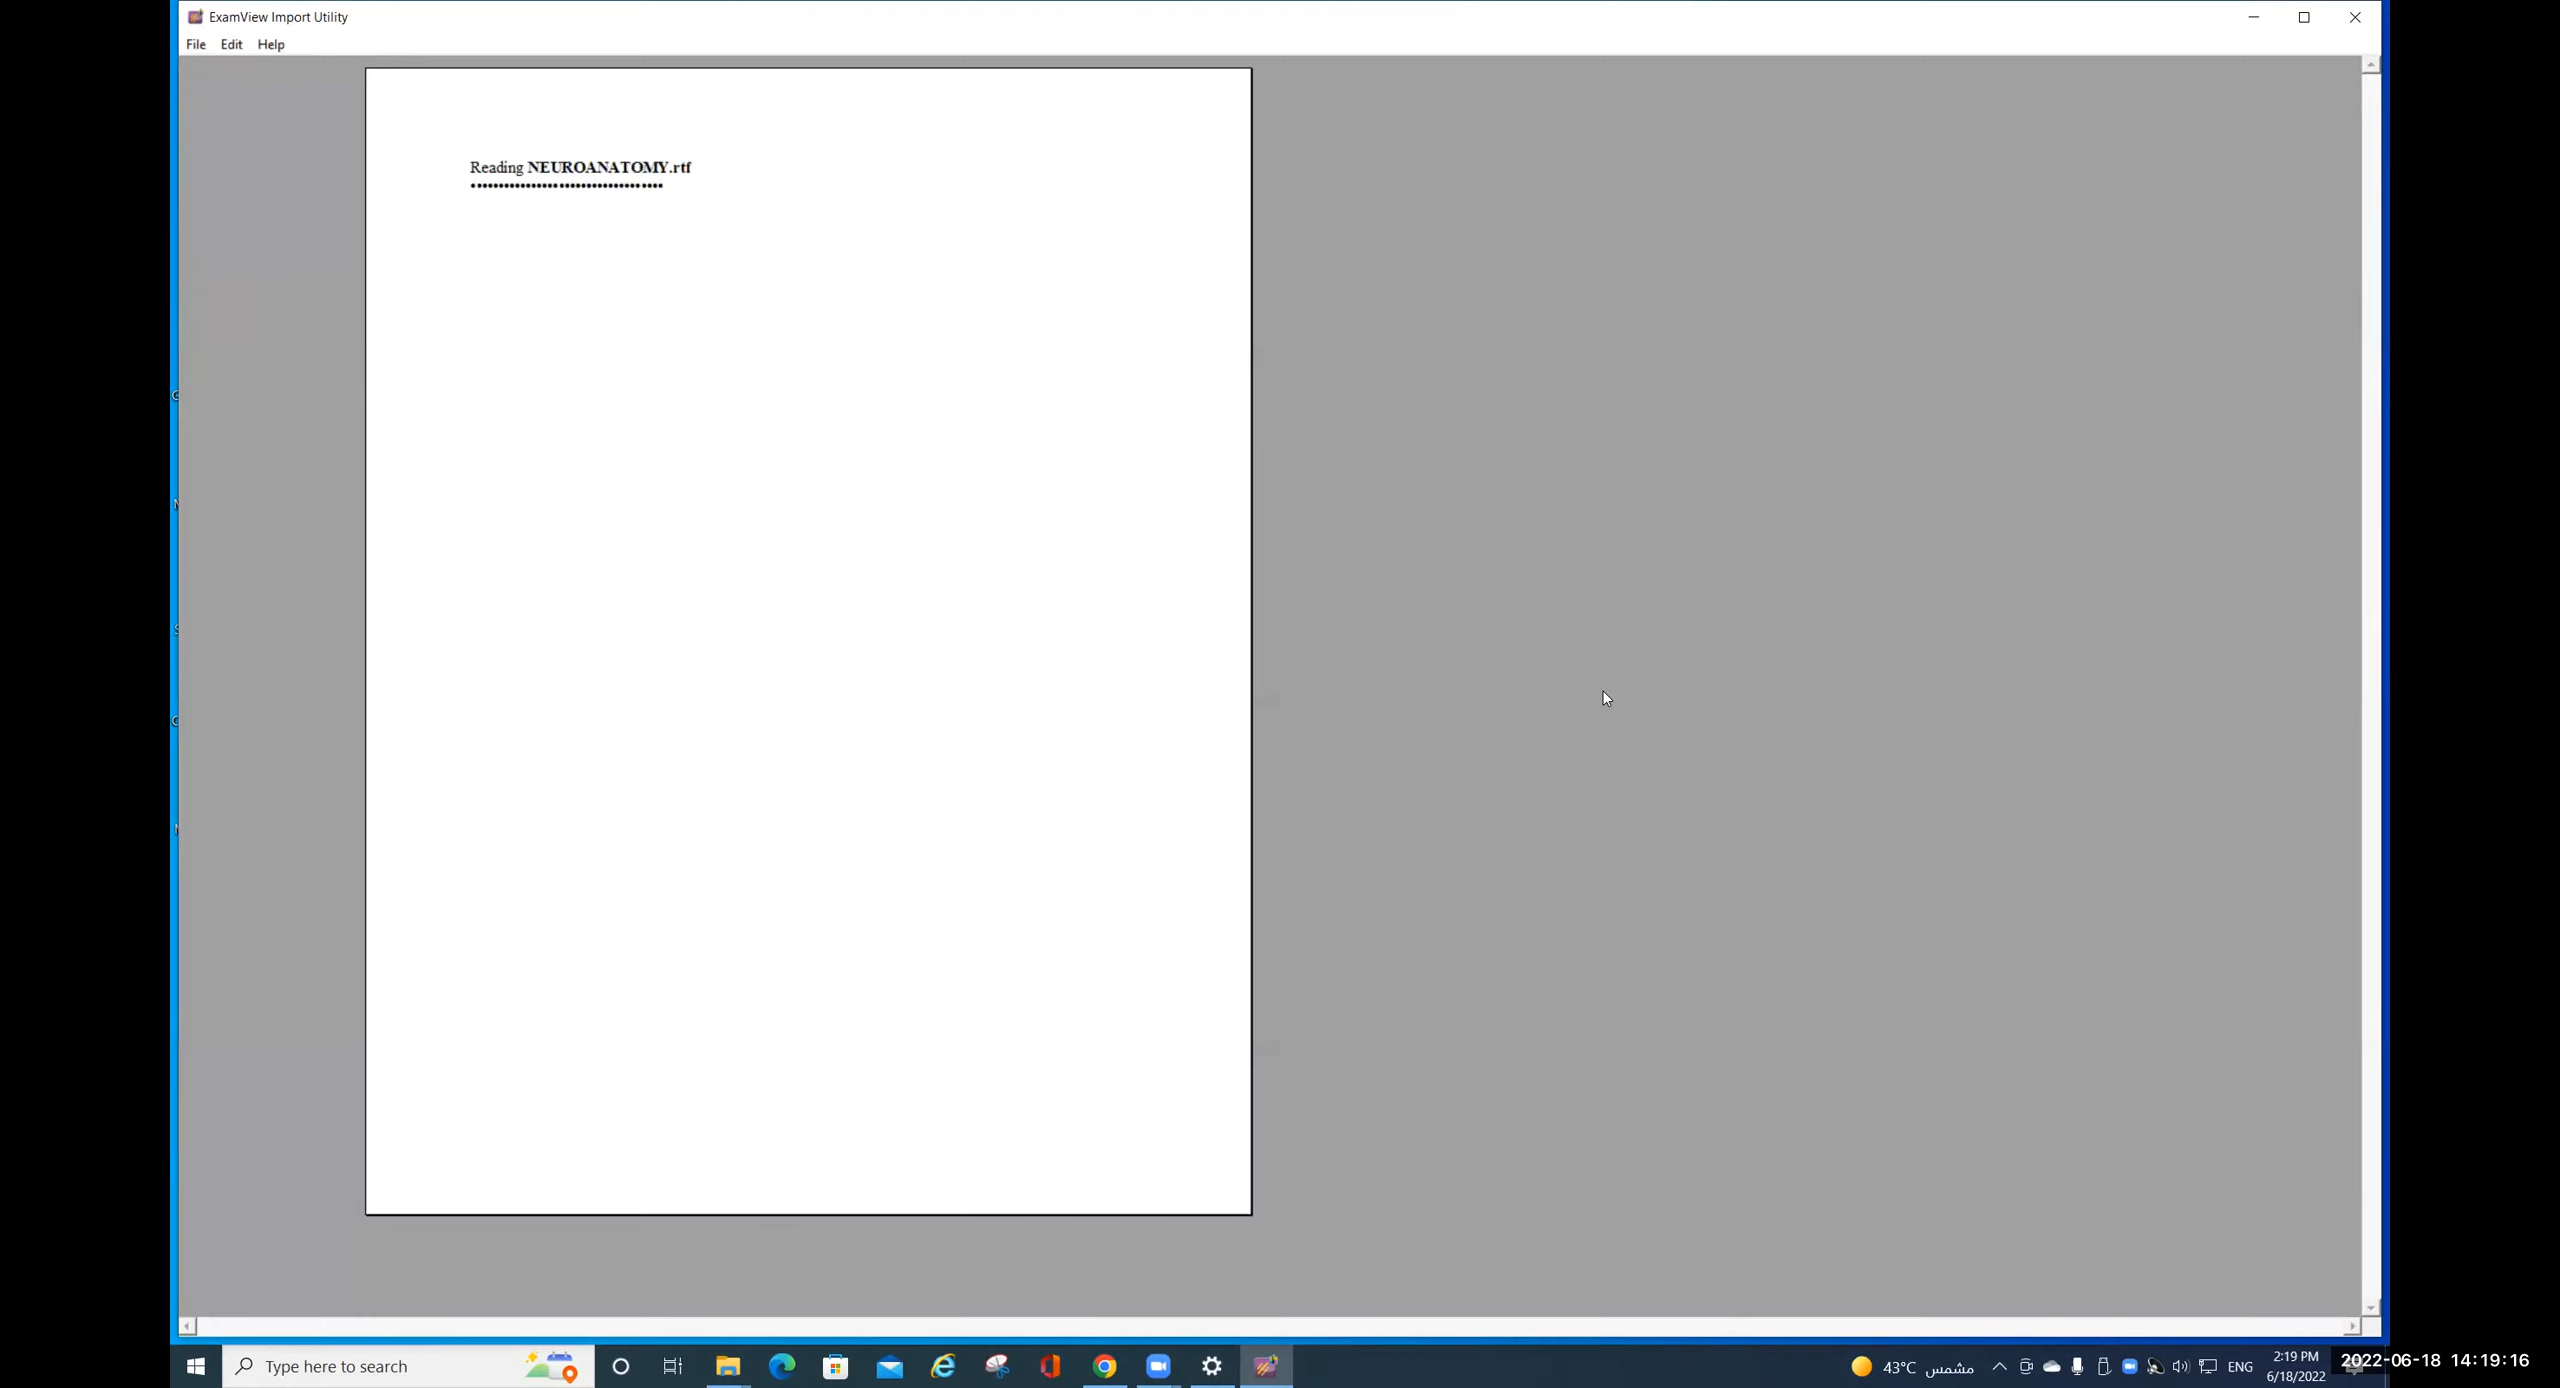 ExamView Import Utility
File Edit Help
Reading NEUROANATOMY.rtf
Type here to search
43°C مشمس
ENG
2:19 PM
6/18/2022
2022-06-18 14:19:16